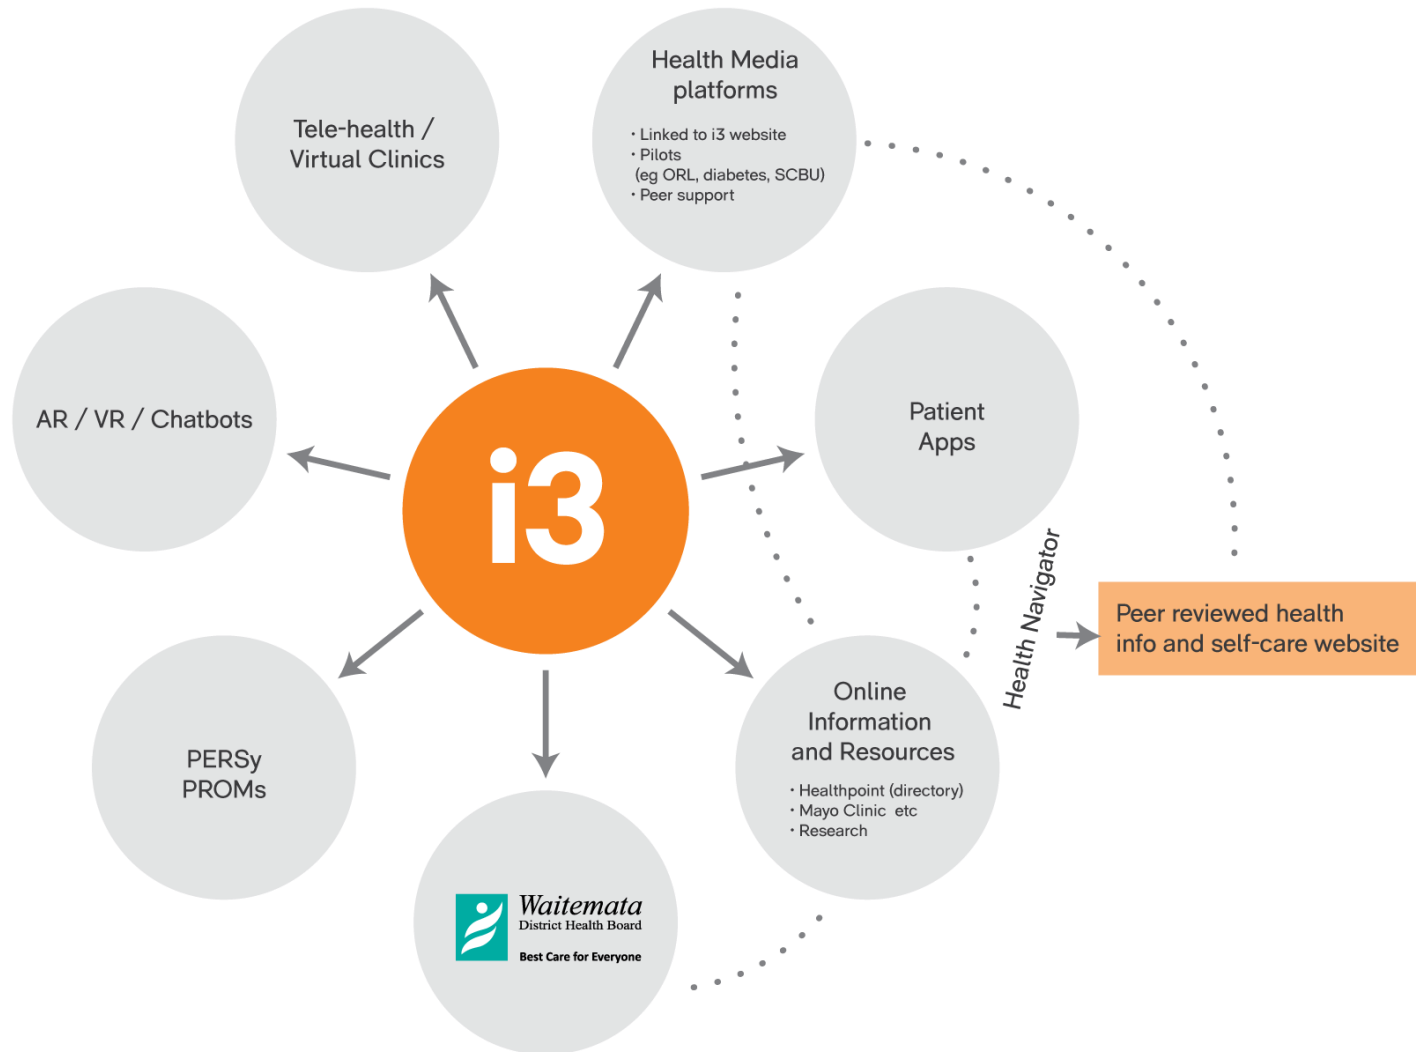 Health Media
platforms
· Linked to i3 website
· Pilots
(eg ORL, diabetes, SCBU)
· Peer support
Tele-health /
Virtual Clinics
AR / VR / Chatbots
i3
Patient
Apps
Health Navigator
Peer reviewed health
info and self-care website
Online
Information
and Resources
· Healthpoint (directory)
· Mayo Clinic etc
· Research
PERSy
PROMs
Waitemata
District Health Board
Best Care for Everyone